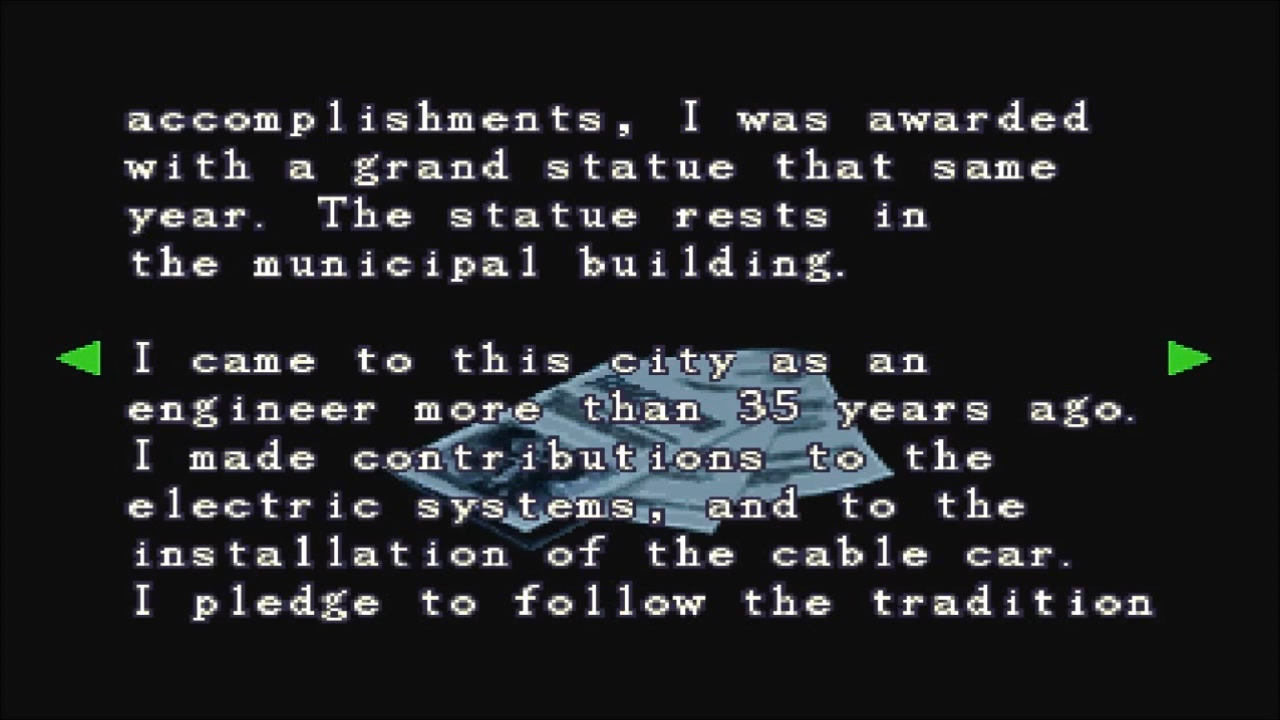 accomplishments, I was awarded
with a grand statue that same
year. The statue rests in
the municipal building.
I came to this city as an
engineer more than 35 years ago.
I made contributions to the
electric systems, and to the
installation of the cable car.
I pledge to follow the tradition